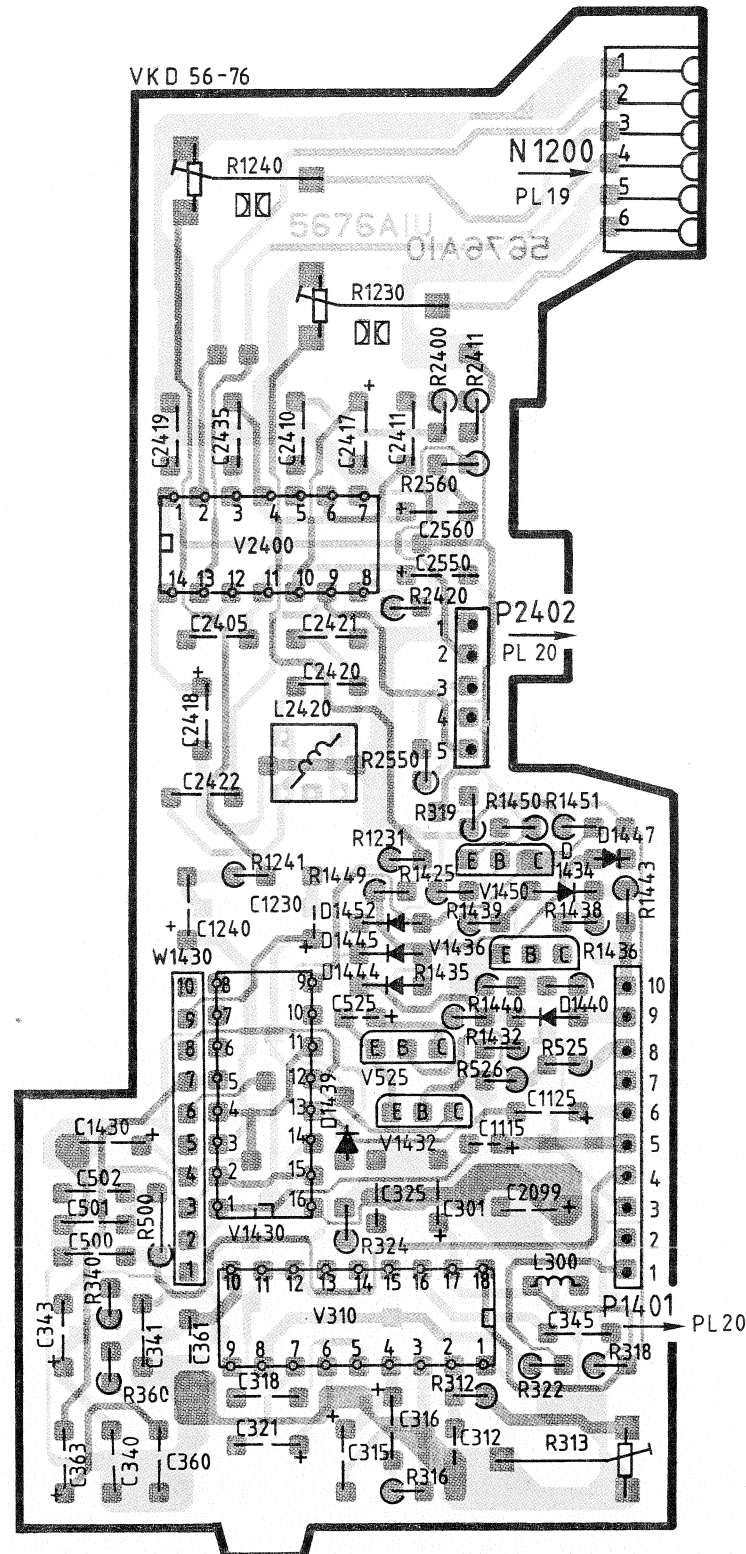 VKD 56-76
1
2
3
4
5
6
N1200
PL19
R1240
5676AIU
5676AIO
R1230
R2400
R2411
C2419
C2435
C2410
+
C2417
C2411
R2560
1 2 3 4 5 6 7
+
C2560
V2400
+
C2550
14 13 12 11 10 9 8
R2420
P2402
PL 20
1
2
3
4
5
C2405
C2421
C2420
+
C2418
L2420
R2550
C2422
R319
R1450
R1451
D1447
R1231
E B C
D
1434
R1443
R1241
R1449
R1425
V1450
C1230
+
C1240
+
D1452
R1439
R1438
D1445
V1436
E B C
R1436
W1430
D1444
R1435
10
9
8
7
6
5
4
3
2
1
8
7
6
5
4
3
2
1
9
10
11
12
13
14
15
16
V1430
C525
+
R1440
D1440
E B C
V525
R1432
R525
R526
D1439
E B C
V1432
C1125
+
C1115
+
10
9
8
7
6
5
4
3
2
1
C1430
+
C502
C501
C500
R500
C325
C301
+
C2099
+
R324
L300
P1401
PL20
R340
10 11 12 13 14 15 16 17 18
V310
9 8 7 6 5 4 3 2 1
C343
+
C341
C361
C345
+
R318
R322
R360
C318
+
R312
C316
C321
+
+
C315
C312
R313
R316
C363
+
C340
C360